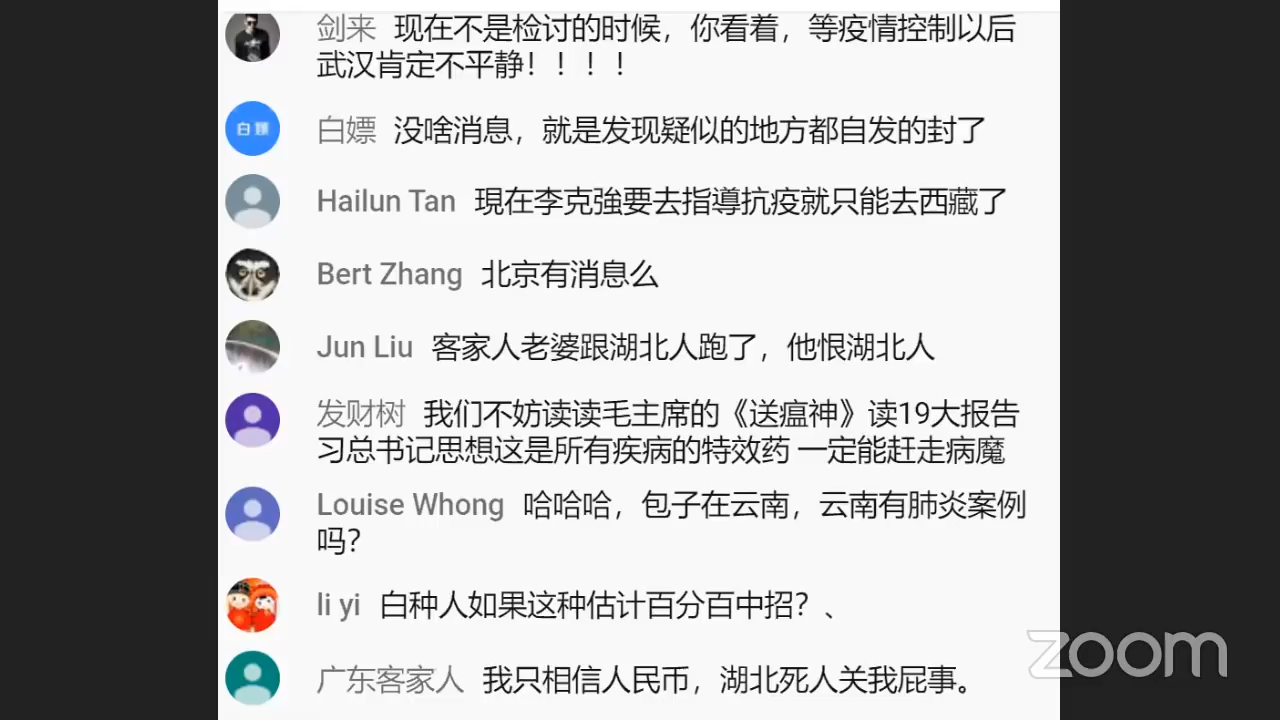 剑来 现在不是检讨的时候，你看着，等疫情控制以后
武汉肯定不平静！！！！
白嫖
白嫖 没啥消息，就是发现疑似的地方都自发的封了
Hailun Tan 現在李克強要去指導抗疫就只能去西藏了
Bert Zhang 北京有消息么
Jun Liu 客家人老婆跟湖北人跑了，他恨湖北人
发财树 我们不妨读读毛主席的《送瘟神》读19大报告
习总书记思想这是所有疾病的特效药 一定能赶走病魔
Louise Whong 哈哈哈，包子在云南，云南有肺炎案例
吗？
li yi 白种人如果这种估计百分百中招？、
广东客家人 我只相信人民币，湖北死人关我屁事。
zoom